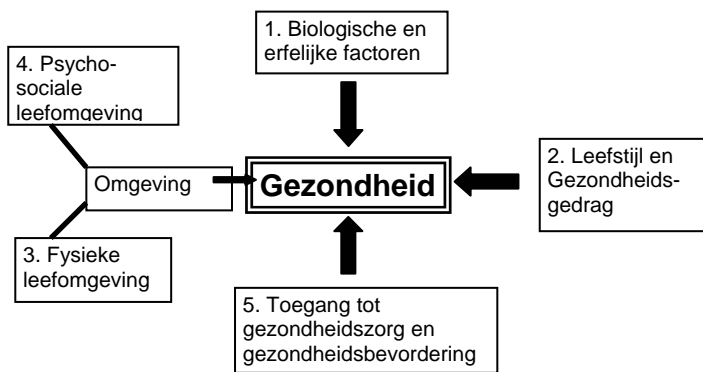 1. Biologische en
erfelijke factoren
4. Psycho-
sociale
leefomgeving
2. Leefstijl en
Gezondheids-
gedrag
Omgeving
Gezondheid
3. Fysieke
leefomgeving
5. Toegang tot
gezondheidszorg en
gezondheidsbevordering